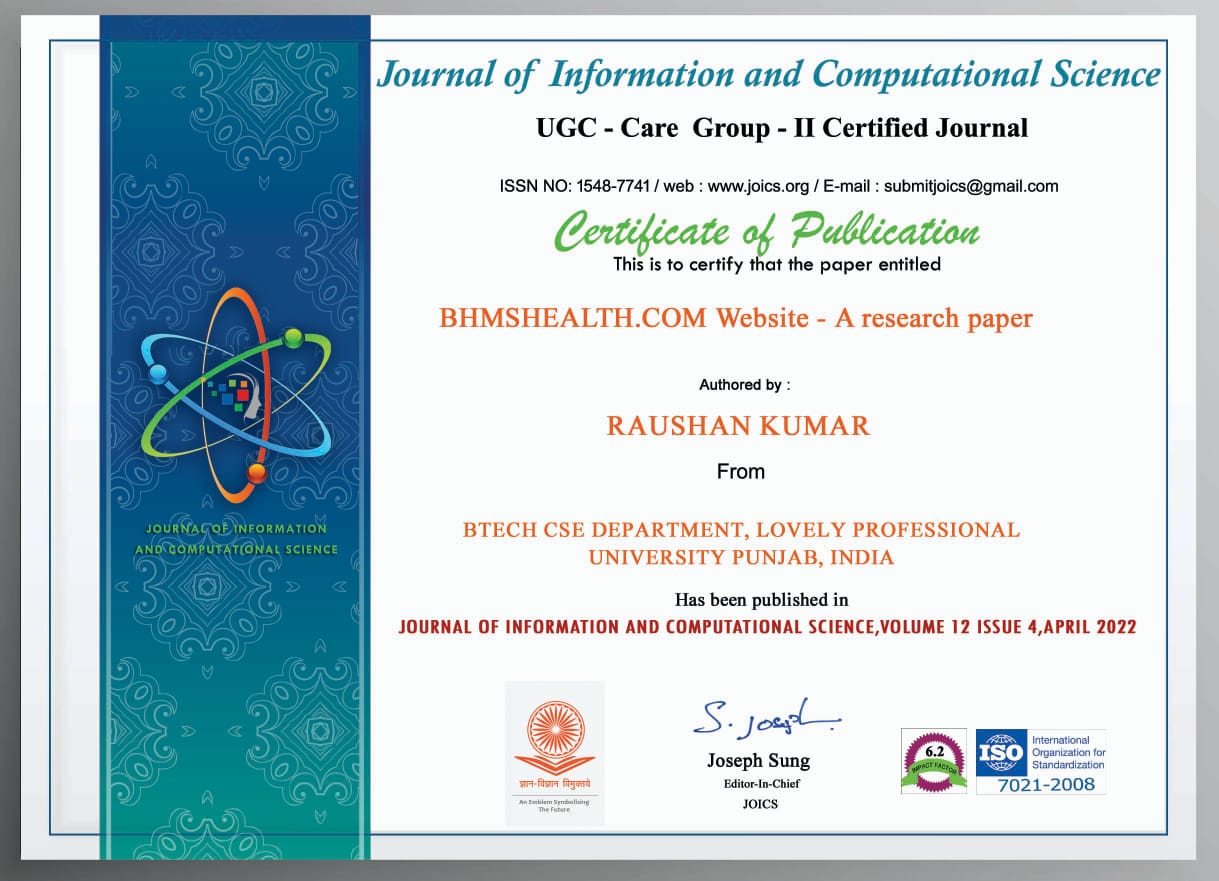 Journal of Information and Computational Science
UGC - Care Group - II Certified Journal
ISSN NO: 1548-7741 / web : www.joics.org / E-mail : submitjoics@gmail.com
Certificate of Publication
This is to certify that the paper entitled
BHMSHEALTH.COM Website - A research paper
Authored by :
RAUSHAN KUMAR
From
BTECH CSE DEPARTMENT, LOVELY PROFESSIONAL
UNIVERSITY PUNJAB, INDIA
Has been published in
JOURNAL OF INFORMATION AND COMPUTATIONAL SCIENCE,VOLUME 12 ISSUE 4,APRIL 2022
JOURNAL OF INFORMATION
AND COMPUTATIONAL SCIENCE
ज्ञान-विज्ञान विमुक्तये
An Emblem Symbolising
The Future
S. Joseph
Joseph Sung
Editor-In-Chief
JOICS
6.2
IMPACT FACTOR
ISO
International
Organization for
Standardization
7021-2008